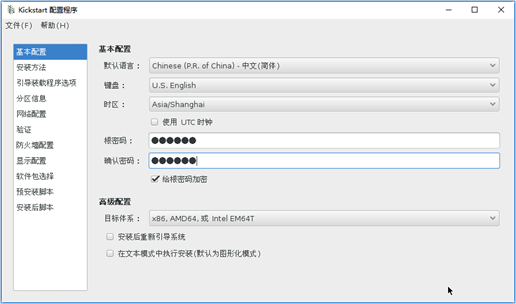 Kickstart 配置程序
文件(F) 帮助(H)
基本配置
安装方法
引导装载程序选项
分区信息
网络配置
验证
防火墙配置
显示配置
软件包选择
预安装脚本
安装后脚本
基本配置
默认语言： Chinese (P.R. of China) - 中文(简体)
键盘： U.S. English
时区： Asia/Shanghai
使用 UTC 时钟
根密码： ●●●●●●
确认密码： ●●●●●●
给根密码加密
高级配置
目标体系： x86, AMD64, 或 Intel EM64T
安装后重新引导系统
在文本模式中执行安装(默认为图形化模式)